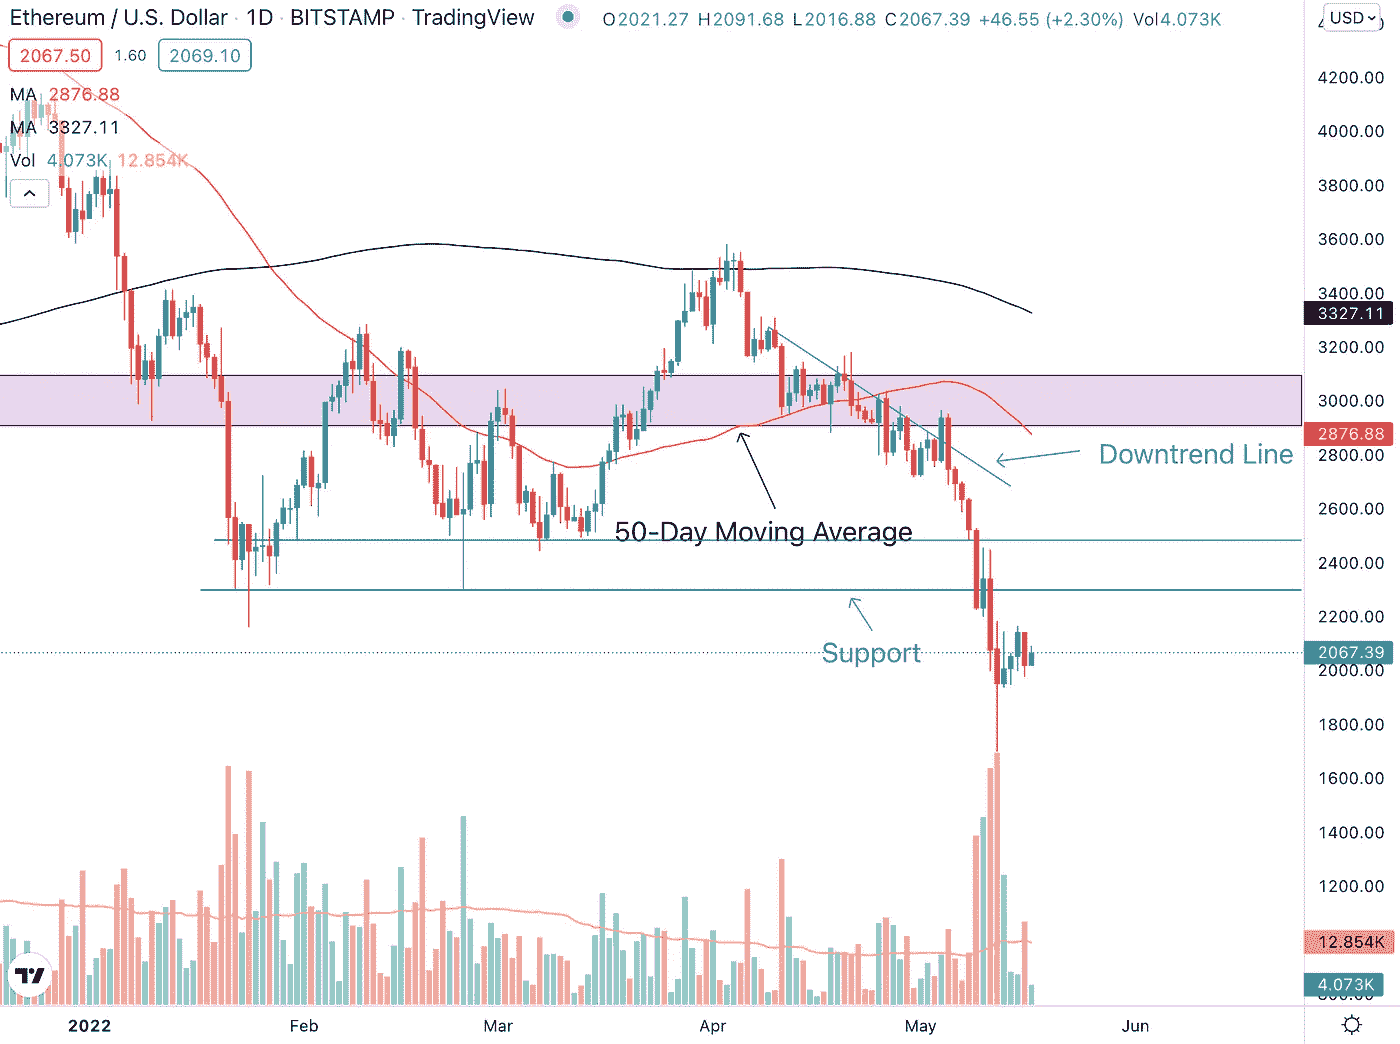 Ethereum / U.S. Dollar · 1D · BITSTAMP · TradingView
O2021.27 H2091.68 L2016.88 C2067.39 +46.55 (+2.30%) Vol4.073K
USD
2067.50 1.60 2069.10
MA 2876.88
MA 3327.11
Vol 4.073K 12.854K
4200.00
4000.00
3800.00
3600.00
3400.00
3327.11
3200.00
3000.00
2876.88
2800.00
Downtrend Line
2600.00
50-Day Moving Average
2400.00
2200.00
Support
2067.39
2000.00
1800.00
1600.00
1400.00
1200.00
12.854K
4.073K
2022 Feb Mar Apr May Jun